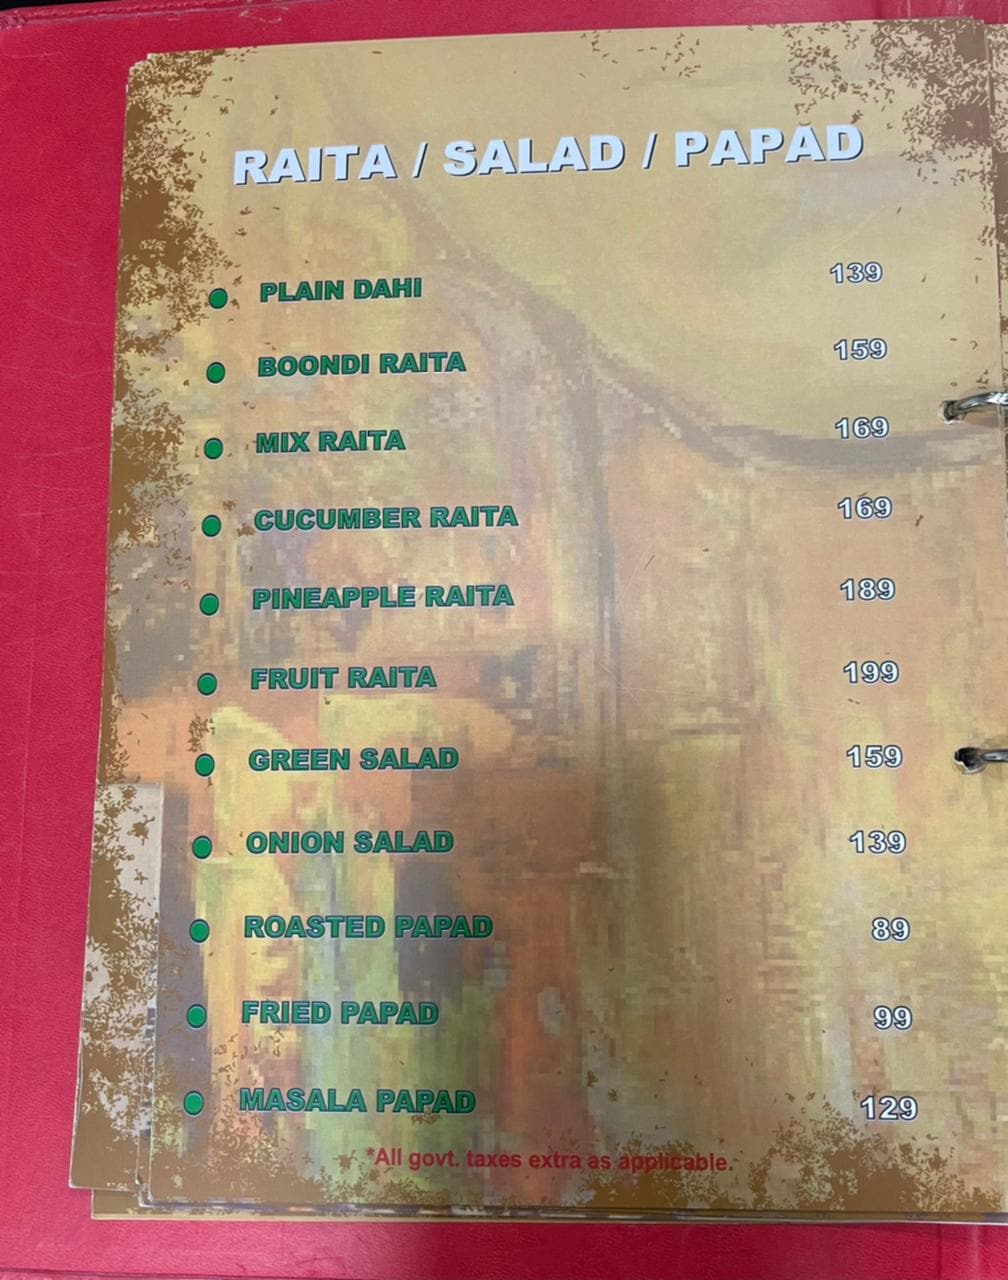 RAITA / SALAD / PAPAD
PLAIN DAHI 139
BOONDI RAITA 159
MIX RAITA 169
CUCUMBER RAITA 169
PINEAPPLE RAITA 189
FRUIT RAITA 199
GREEN SALAD 159
ONION SALAD 139
ROASTED PAPAD 89
FRIED PAPAD 99
MASALA PAPAD 129
*All govt. taxes extra as applicable.